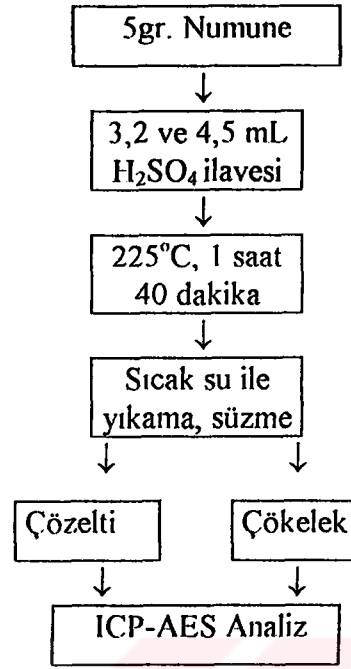 5gr. Numune
3,2 ve 4,5 mL
H₂SO₄ ilavesi
225°C, 1 saat
40 dakika
Sıcak su ile
yıkama, süzme
Çözelti
Çökelek
ICP-AES Analiz